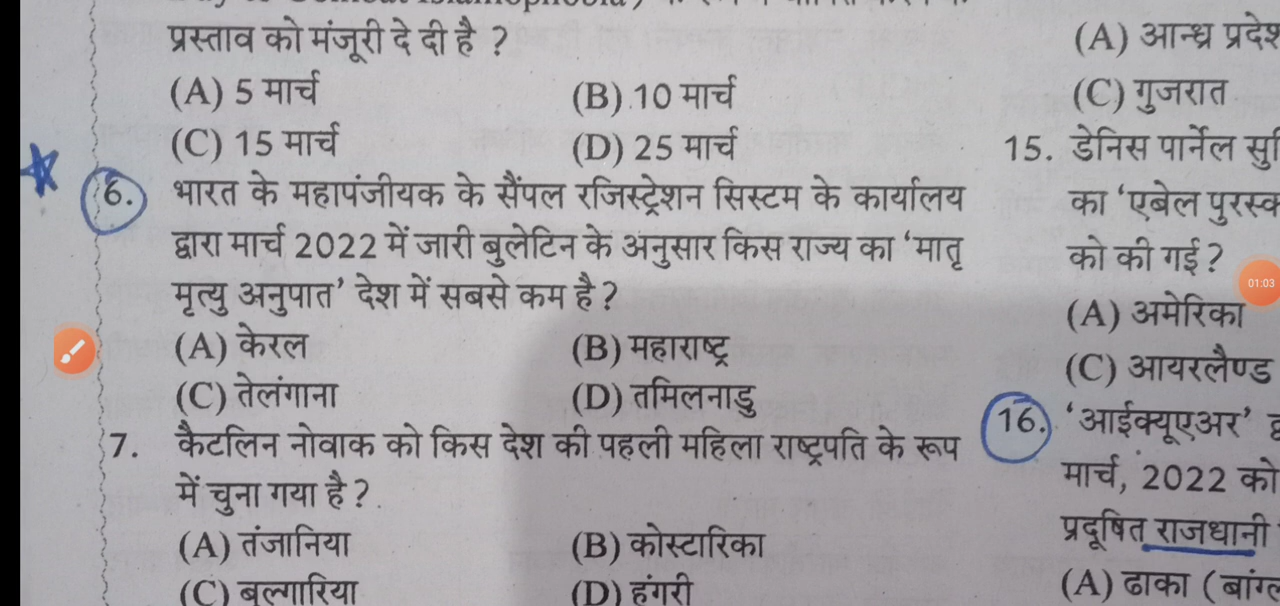 प्रस्ताव को मंजूरी दे दी है ?
(A) 5 मार्च (B) 10 मार्च
(C) 15 मार्च (D) 25 मार्च
6. भारत के महापंजीयक के सैंपल रजिस्ट्रेशन सिस्टम के कार्यालय
द्वारा मार्च 2022 में जारी बुलेटिन के अनुसार किस राज्य का ‘मातृ
मृत्यु अनुपात’ देश में सबसे कम है ?
(A) केरल (B) महाराष्ट्र
(C) तेलंगाना (D) तमिलनाडु
7. कैटलिन नोवाक को किस देश की पहली महिला राष्ट्रपति के रूप
में चुना गया है ?
(A) तंजानिया (B) कोस्टारिका
(C) बुल्गारिया (D) हंगरी
(A) आन्ध्र प्रदेश
(C) गुजरात
15. डेनिस पार्नेल
का ‘एबेल
को की गई ?
01:03
(A) अमेरिका
(C) आयरलैण्ड
16. ‘आईक्यूएअर’
मार्च, 2022 को
प्रदूषित राजधानी
(A) ढाका